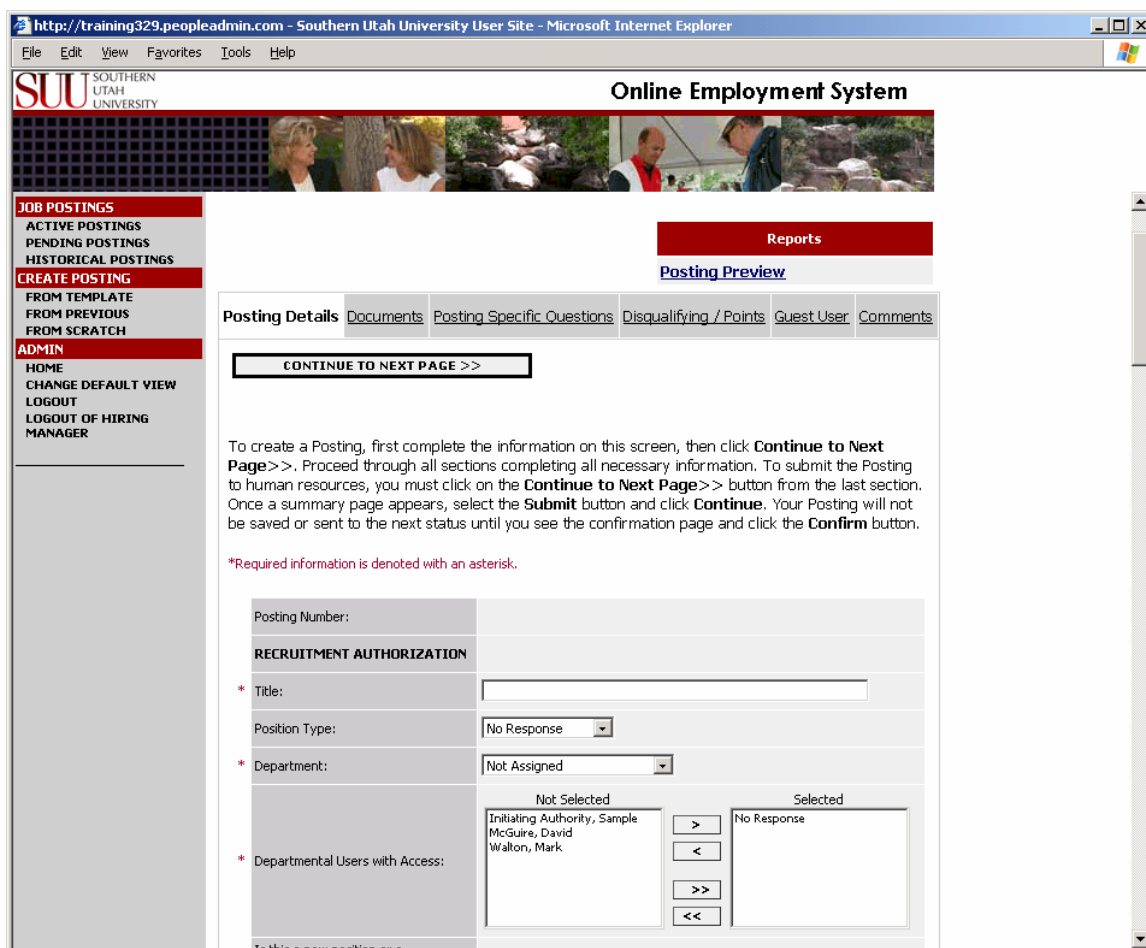 http://training329.peopleadmin.com - Southern Utah University User Site - Microsoft Internet Explorer
File Edit View Favorites Tools Help
SUU SOUTHERN
UTAH
UNIVERSITY
Online Employment System
JOB POSTINGS
ACTIVE POSTINGS
PENDING POSTINGS
HISTORICAL POSTINGS
CREATE POSTING
FROM TEMPLATE
FROM PREVIOUS
FROM SCRATCH
ADMIN
HOME
CHANGE DEFAULT VIEW
LOGOUT
LOGOUT OF HIRING
MANAGER
Reports
Posting Preview
Posting Details Documents Posting Specific Questions Disqualifying / Points Guest User Comments
CONTINUE TO NEXT PAGE >>
To create a Posting, first complete the information on this screen, then click Continue to Next
Page>>. Proceed through all sections completing all necessary information. To submit the Posting
to human resources, you must click on the Continue to Next Page>> button from the last section.
Once a summary page appears, select the Submit button and click Continue. Your Posting will not
be saved or sent to the next status until you see the confirmation page and click the Confirm button.
*Required information is denoted with an asterisk.
Posting Number:
RECRUITMENT AUTHORIZATION
* Title:
Position Type: No Response
* Department: Not Assigned
* Departmental Users with Access:
Not Selected
Initiating Authority, Sample
McGuire, David
Walton, Mark
>
<
>>
<<
Selected
No Response
Is this a new position or a